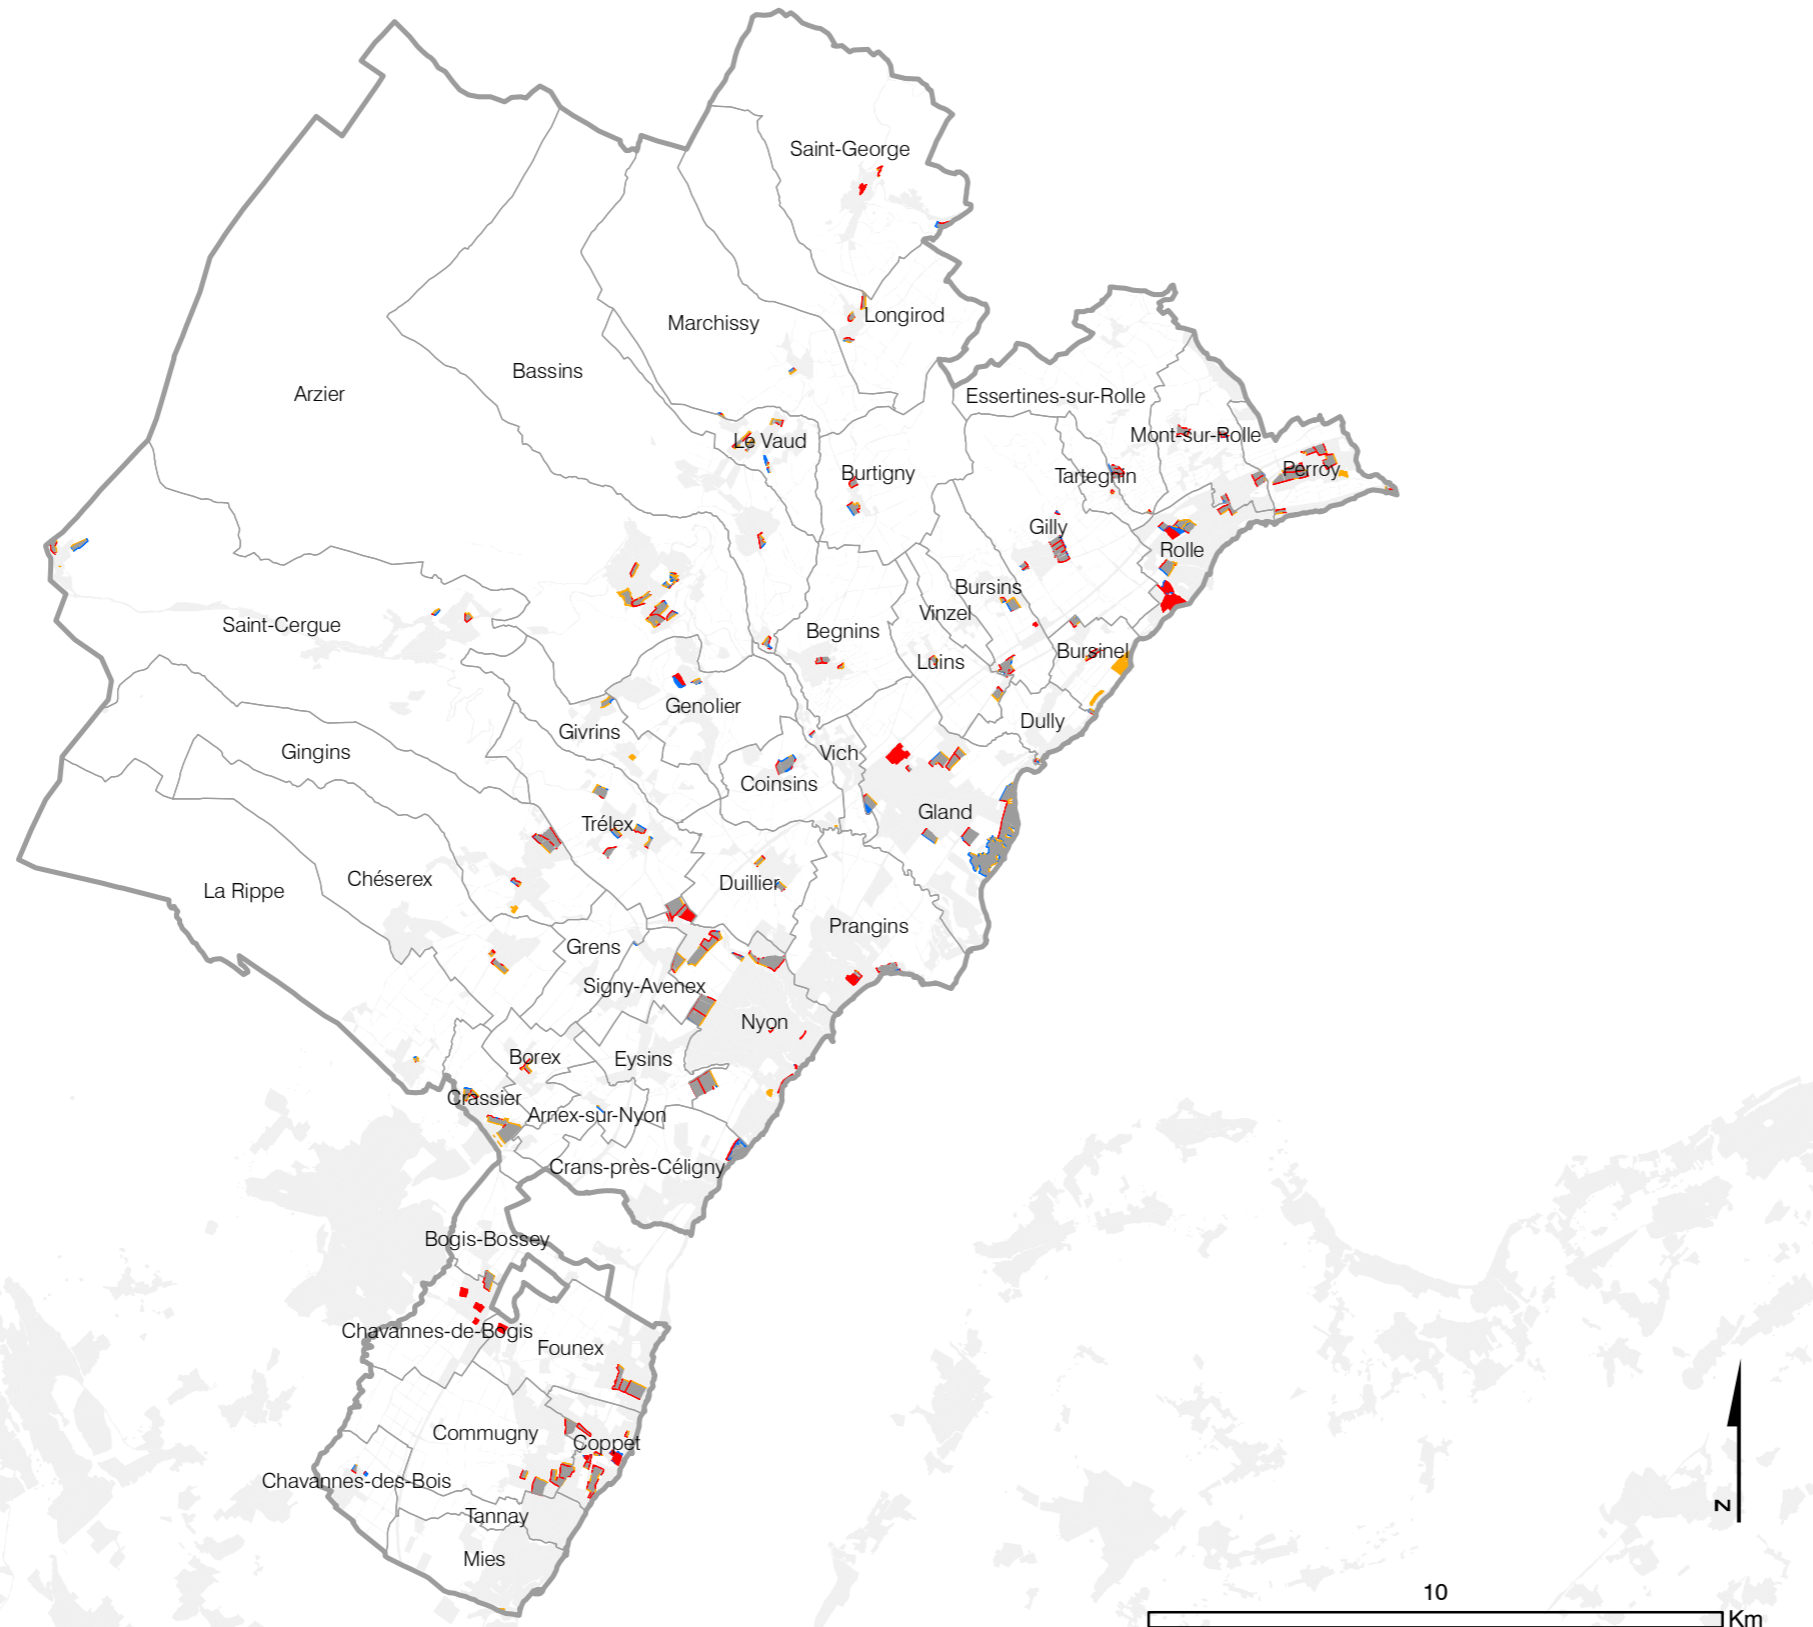 Saint-George
Longirod
Marchissy
Bassins
Arzier
Essertines-sur-Rolle
Mont-sur-Rolle
Le Vaud
Burtigny
Tartegnin
Perroy
Gilly
Rolle
Bursins
Vinzel
Saint-Cergue
Begnins
Luins
Bursinel
Genolier
Givrins
Dully
Gingins
Vich
Coinsins
Gland
Trélex
Chéserex
Duillier
La Rippe
Prangins
Grens
Signy-Avenex
Nyon
Borex
Eysins
Crassier
Arnex-sur-Nyon
Crans-près-Céligny
Bogis-Bossey
Chavannes-de-Bogis
Founex
Commugny
Coppet
Chavannes-des-Bois
Tannay
Mies
N
10
Km